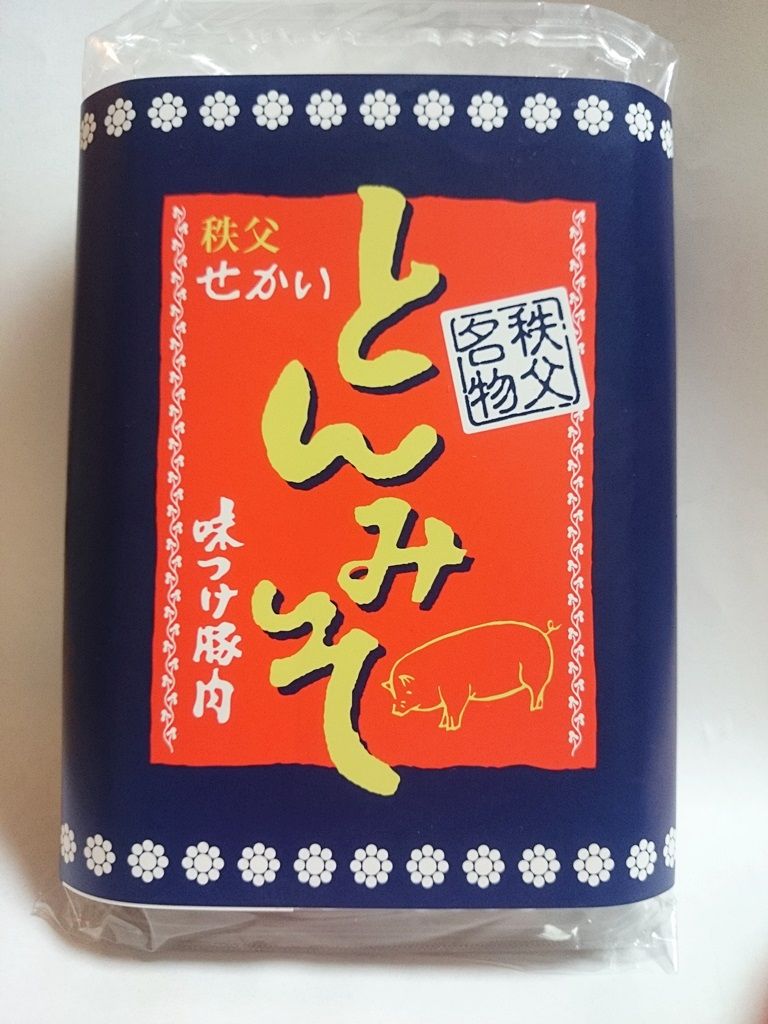 秩父
せかい
とんみそ
秩父
名物
味つけ豚肉